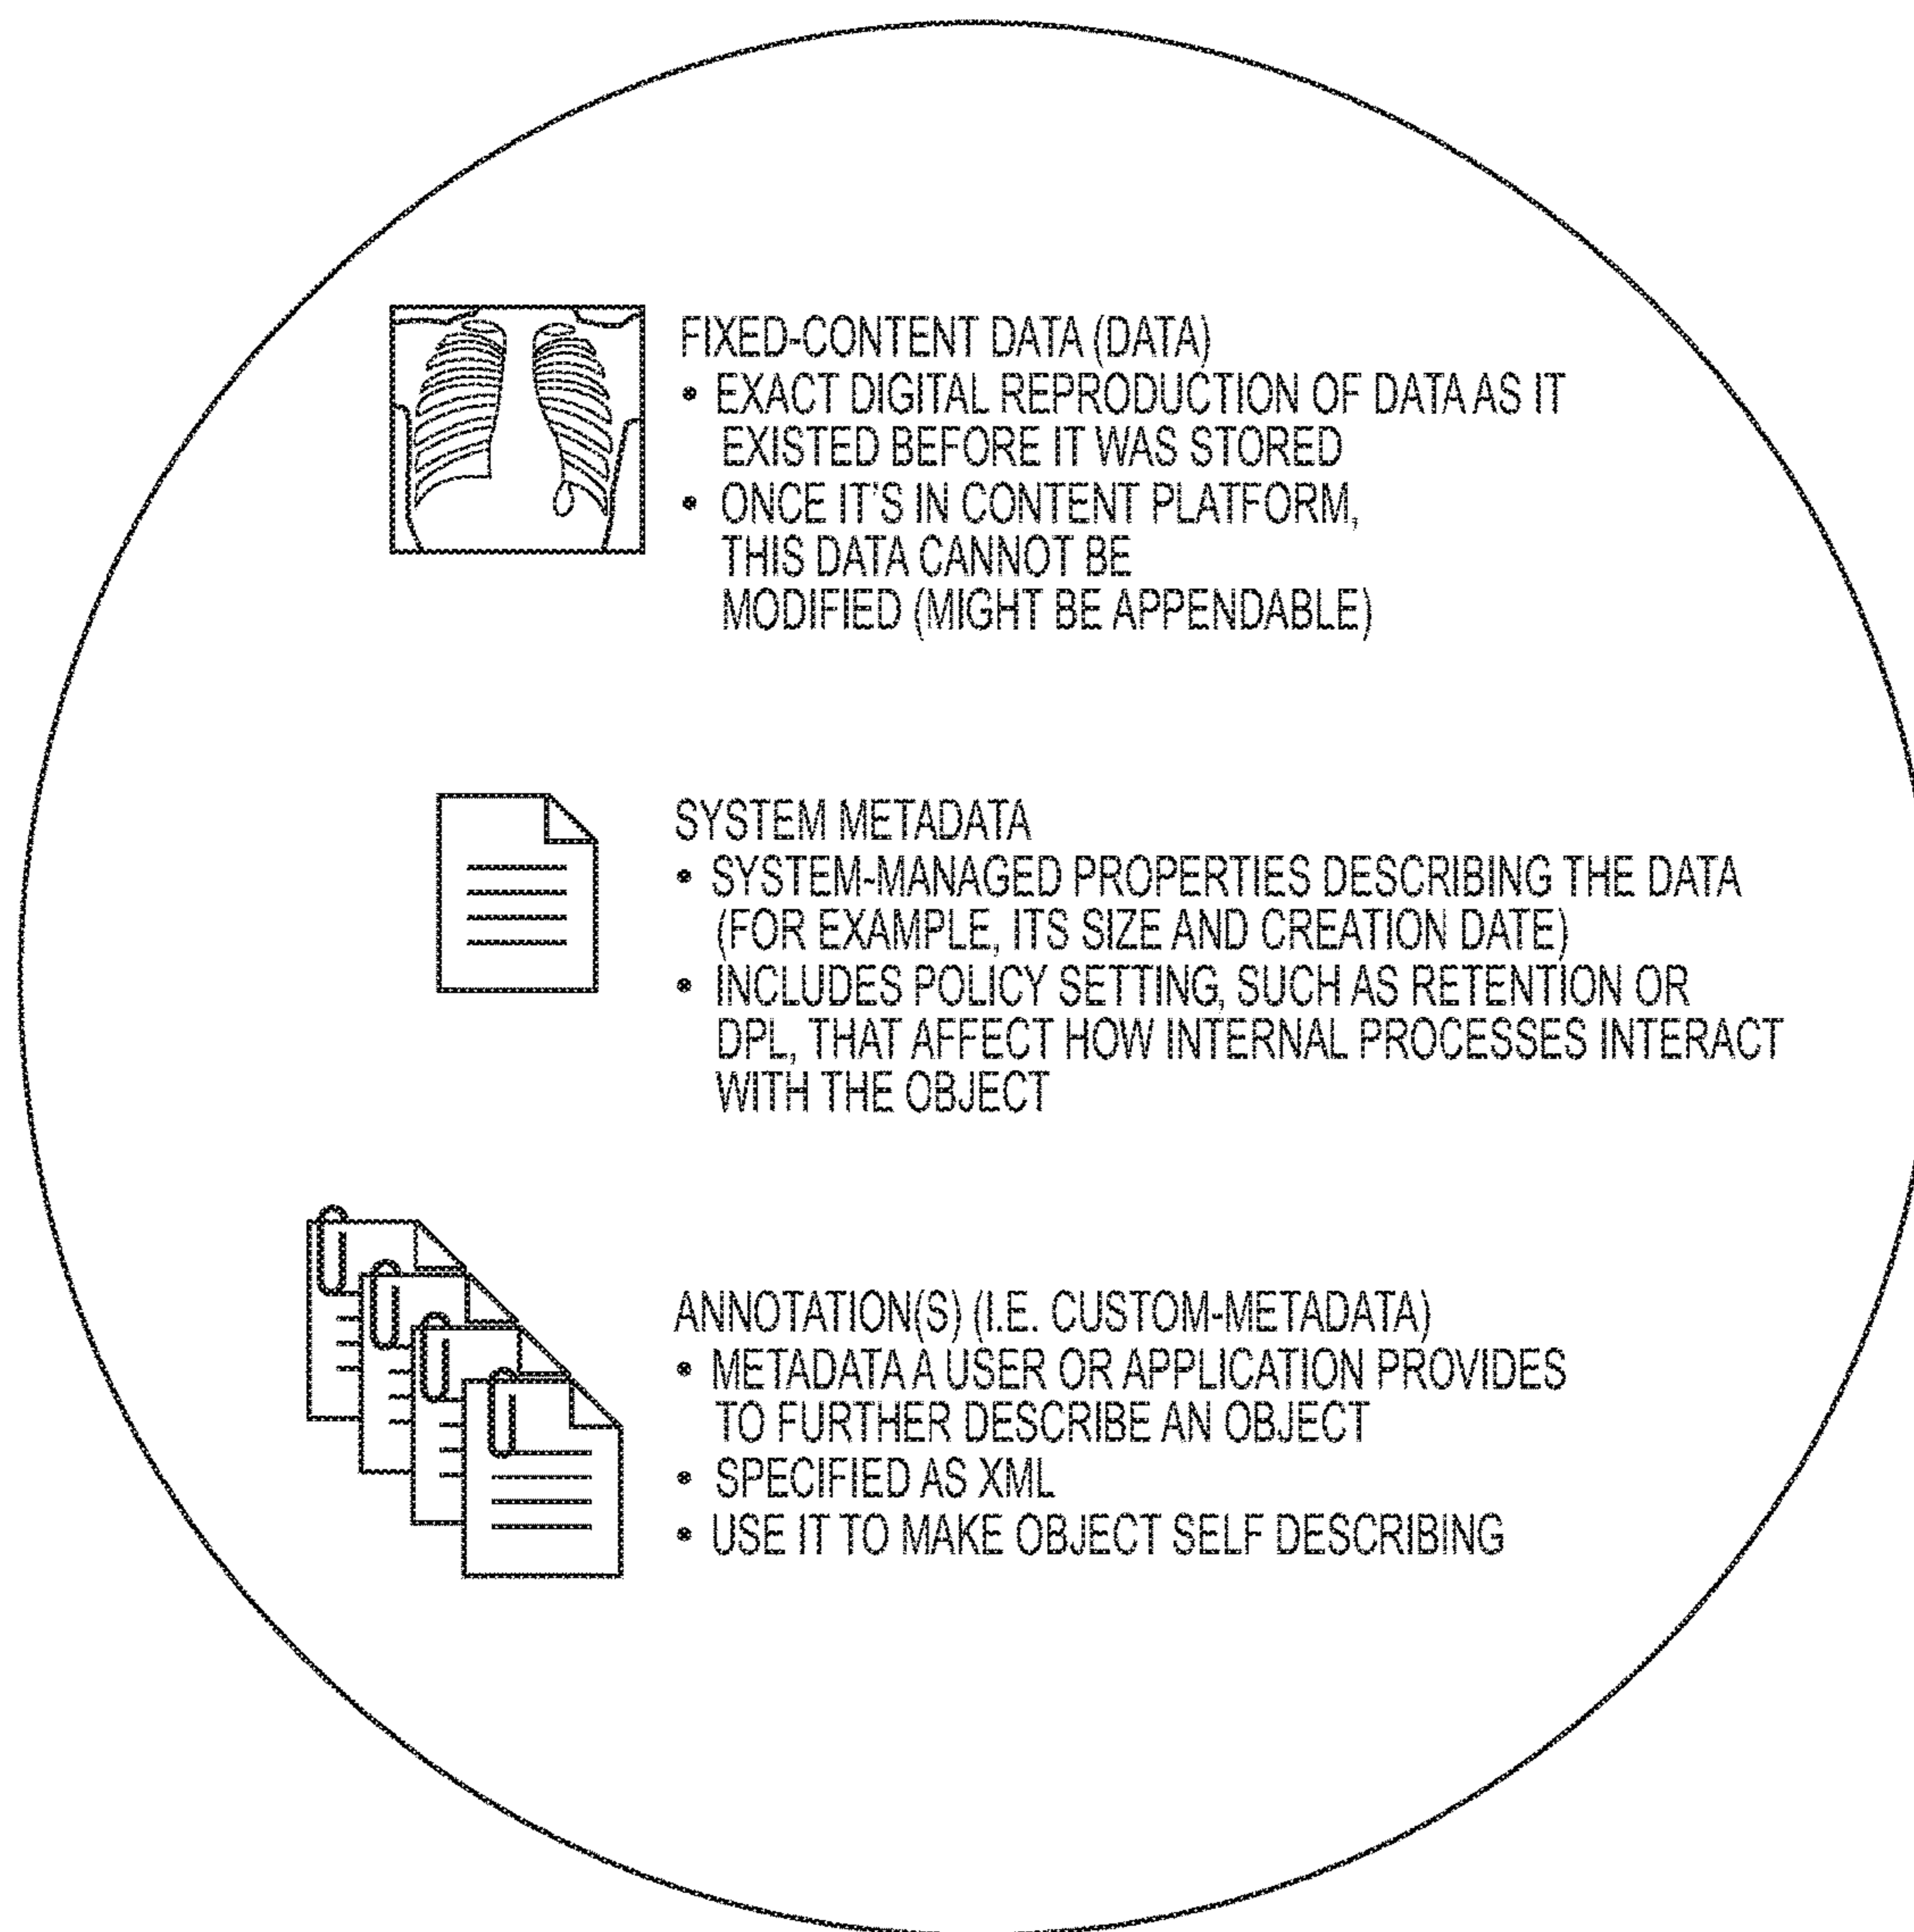 FIXED-CONTENT DATA (DATA)
• EXACT DIGITAL REPRODUCTION OF DATA AS IT
EXISTED BEFORE IT WAS STORED
• ONCE IT'S IN CONTENT PLATFORM,
THIS DATA CANNOT BE
MODIFIED (MIGHT BE APPENDABLE)
SYSTEM METADATA
• SYSTEM-MANAGED PROPERTIES DESCRIBING THE DATA
(FOR EXAMPLE, ITS SIZE AND CREATION DATE)
• INCLUDES POLICY SETTING, SUCH AS RETENTION OR
DPL, THAT AFFECT HOW INTERNAL PROCESSES INTERACT
WITH THE OBJECT
ANNOTATION(S) (I.E. CUSTOM-METADATA)
• METADATA A USER OR APPLICATION PROVIDES
TO FURTHER DESCRIBE AN OBJECT
• SPECIFIED AS XML
• USE IT TO MAKE OBJECT SELF DESCRIBING